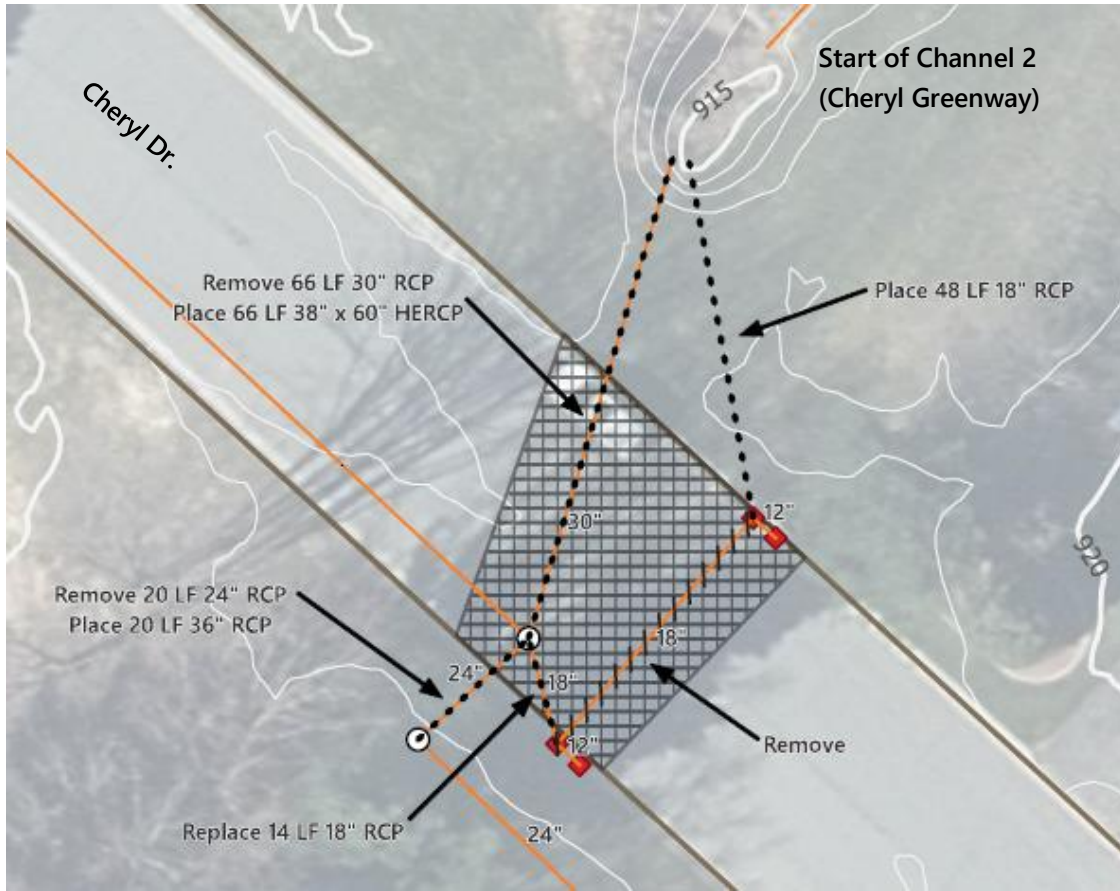 Start of Channel 2
(Cheryl Greenway)
915
Cheryl Dr.
Remove 66 LF 30" RCP
Place 66 LF 38" x 60" HERCP
Place 48 LF 18" RCP
30"
12"
920
Remove 20 LF 24" RCP
Place 20 LF 36" RCP
24"
18"
18"
12"
Remove
Replace 14 LF 18" RCP
24"